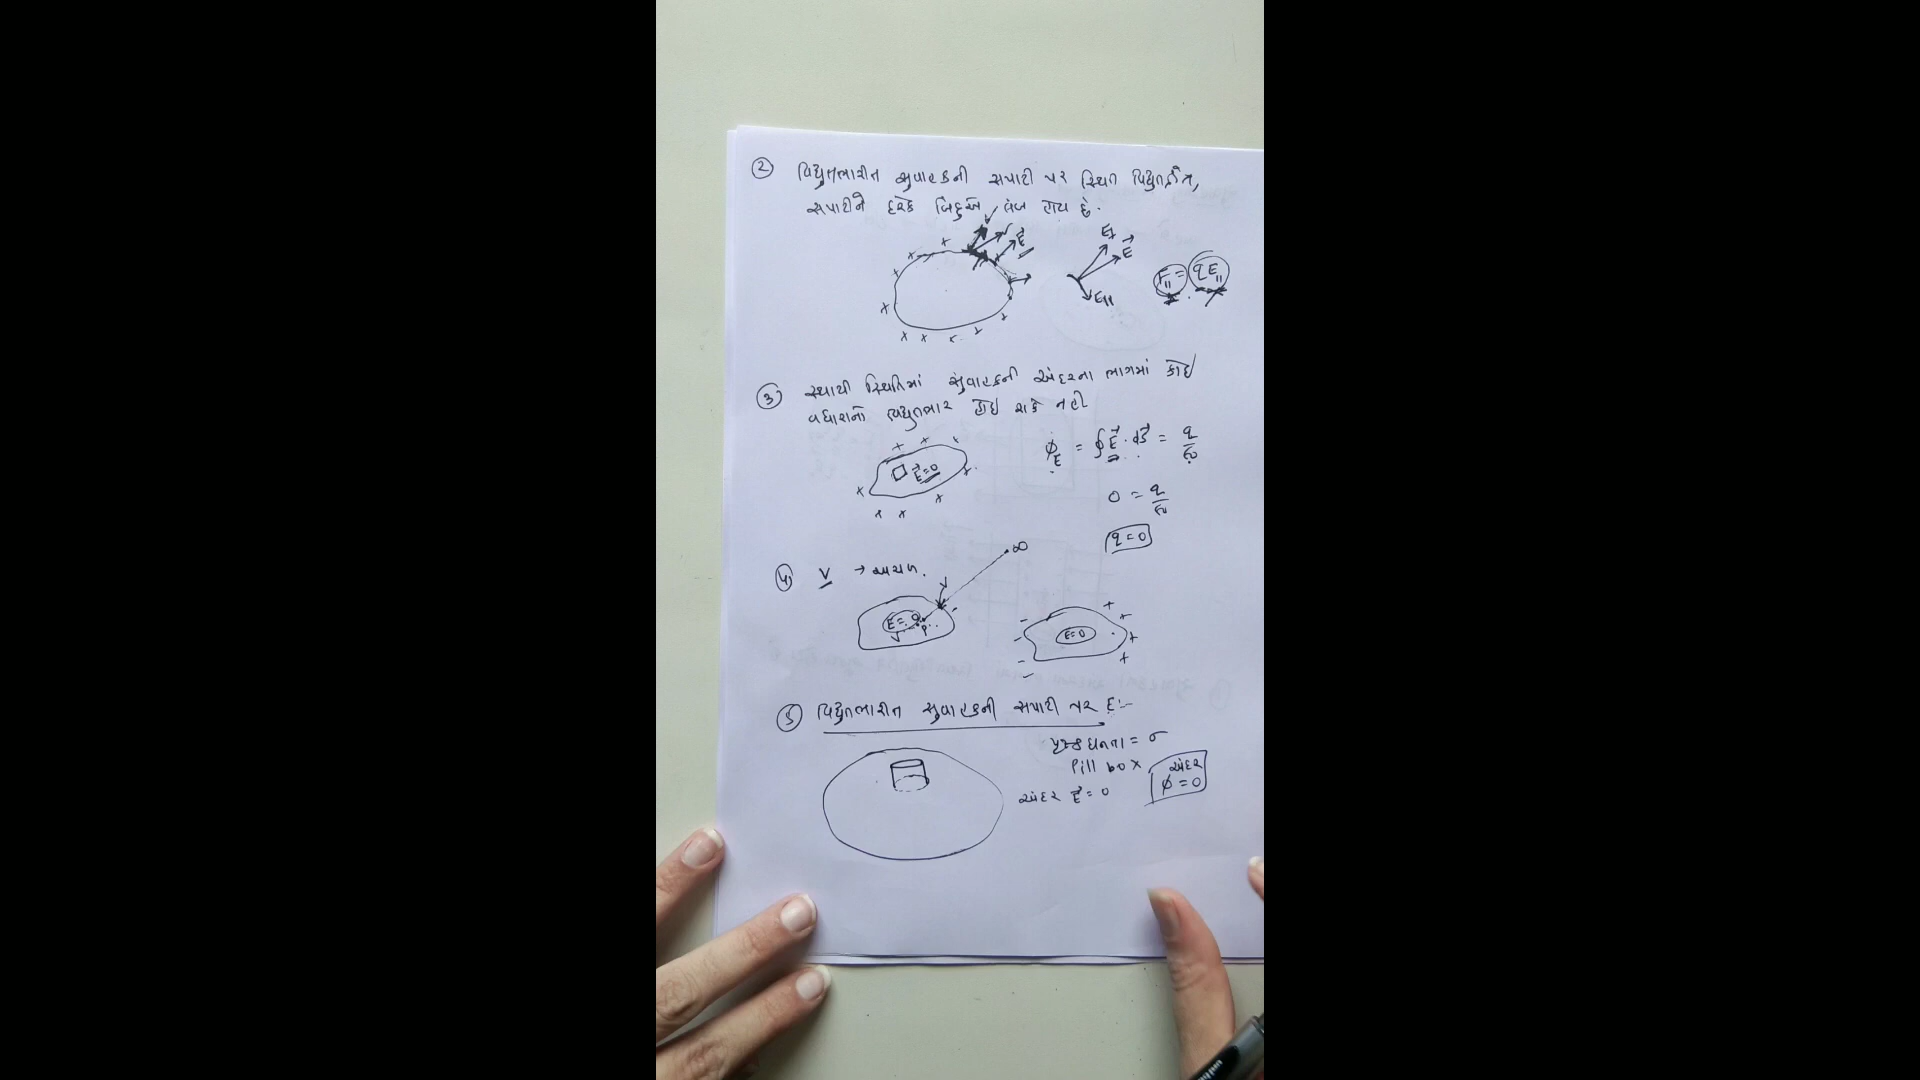 ② વિદ્યુતભારીત સુવાહકની સપાટી પર સ્થિત વિદ્યુતક્ષેત્ર,
સપાટીને દરેક બિંદુએ લંબ હોય છે.
E⃗
E⊥
E⃗
E||
F|| = qE||
③ સ્થાયી સ્થિતિમાં સુવાહકની અંદરના ભાગમાં કોઇ
વધારાનો વિદ્યુતભાર હોઇ શકે નહી
E⃗=0
ϕE = ∮E⃗·dS⃗ = q/ε₀
0 = q/ε₀
q=0
④ V → અચળ.
∞
V
E=0
V P
E=0
⑤ વિદ્યુતભારીત સુવાહકની સપાટી પર E⃗:-
પૃષ્ઠઘનતા = σ
Pill box
અંદર E⃗ = 0
અંદર
ϕ=0